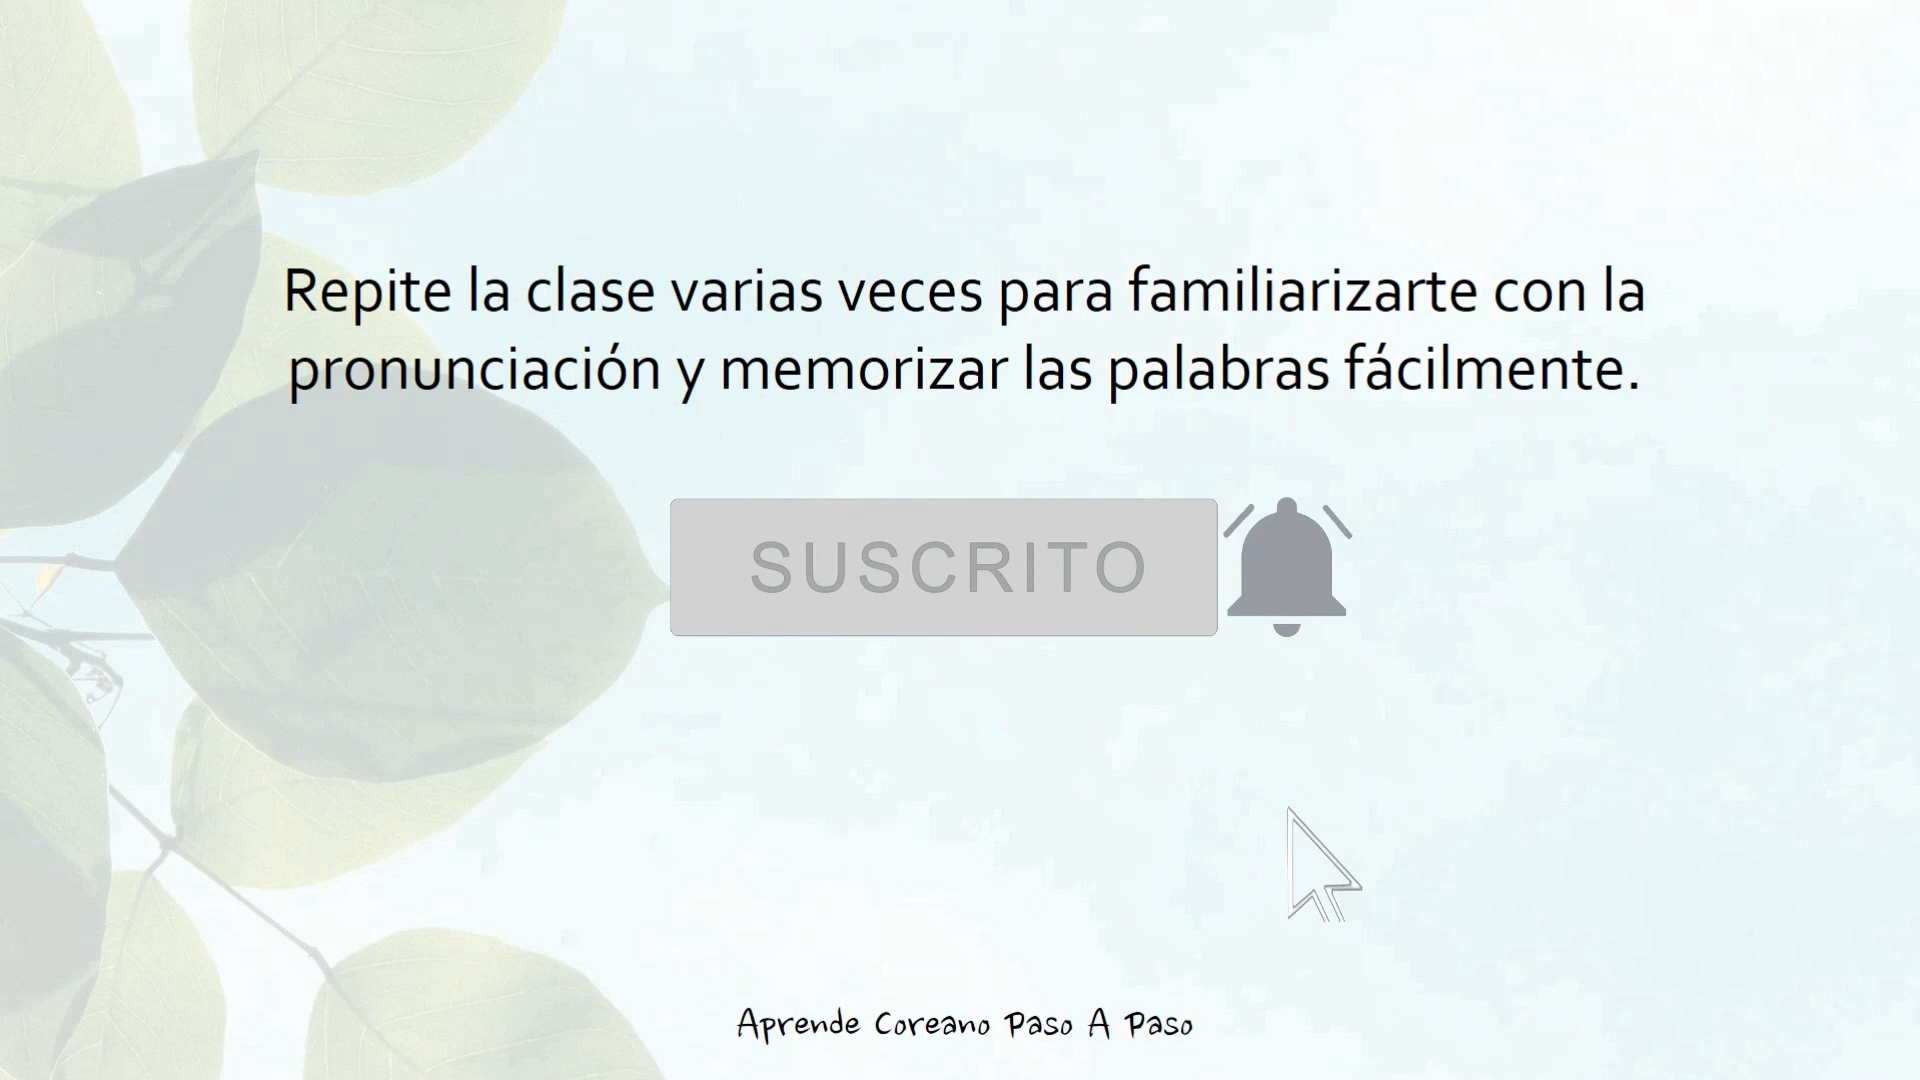 Repite la clase varias veces para familiarizarte con la
pronunciación y memorizar las palabras fácilmente.
SUSCRITO
Aprende Coreano Paso A Paso